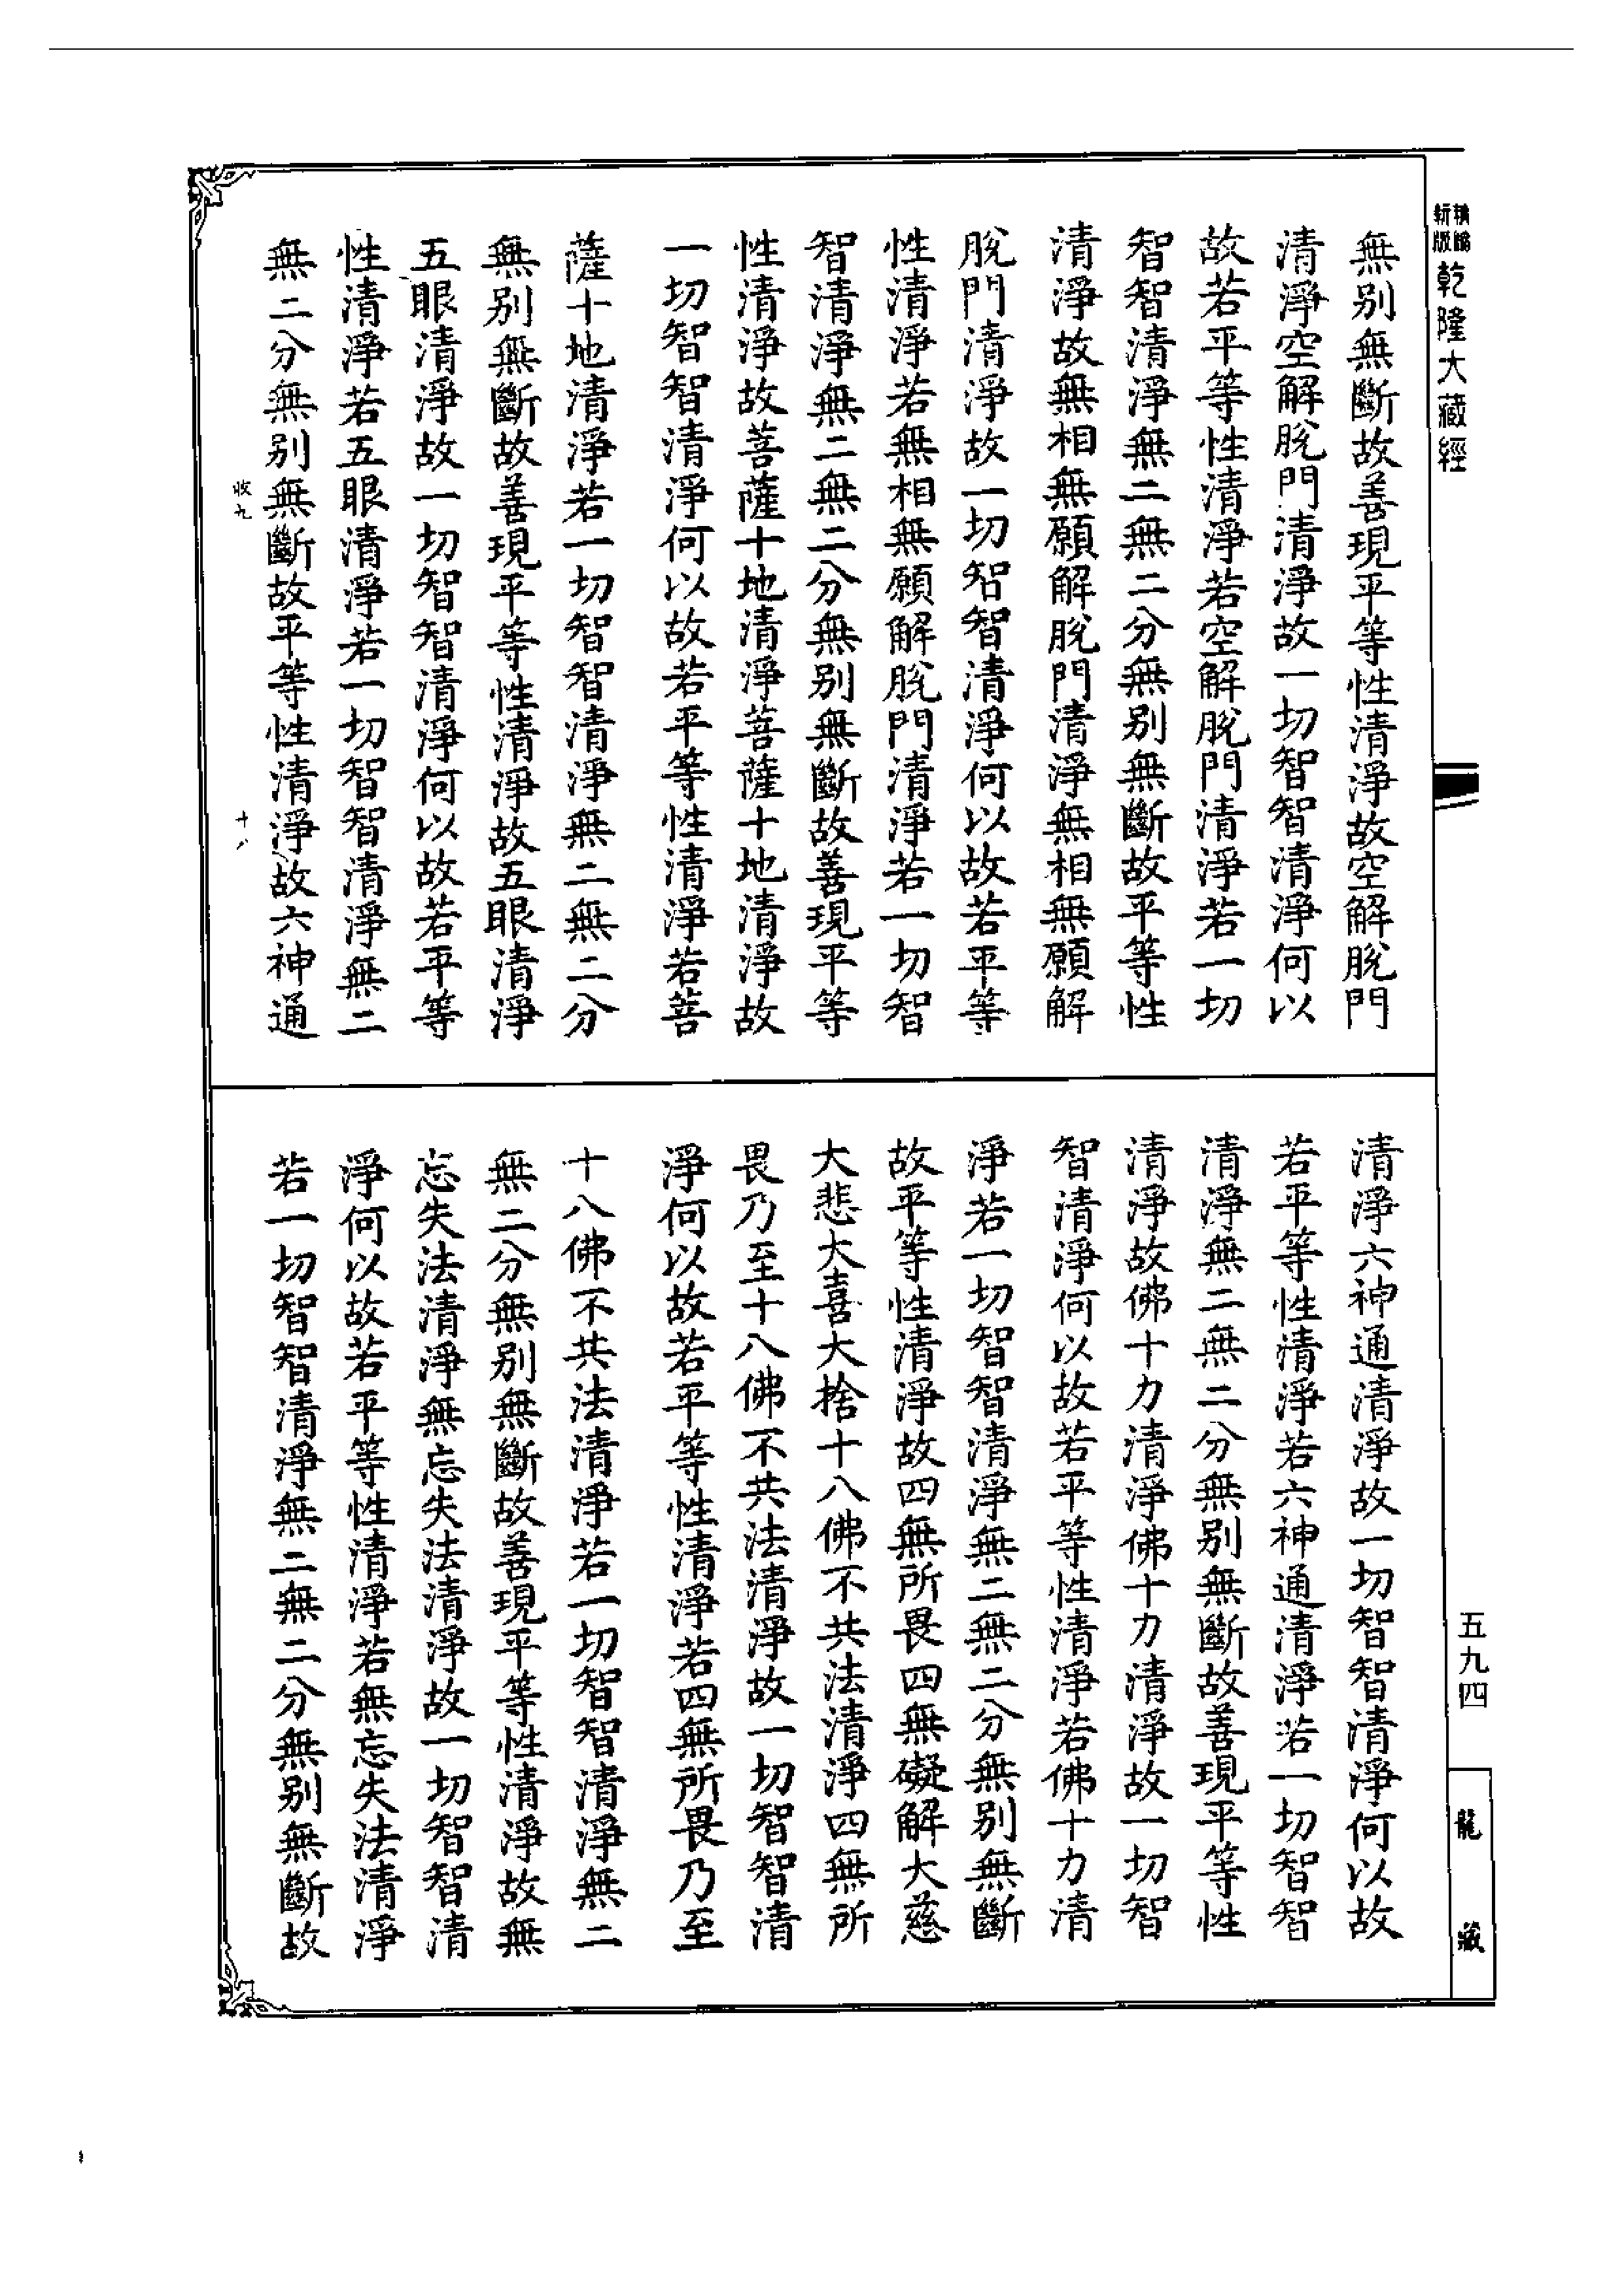 新版精編
乾隆大藏經
無別無斷故善現平等性清淨故空解脫門
清淨空解脫門清淨故一切智智清淨何以
故若平等性清淨若空解脫門清淨若一切
智智清淨無二無二分無別無斷故平等性
清淨故無相無願解脫門清淨無相無願解
脫門清淨故一切智智清淨何以故若平等
性清淨若無相無願解脫門清淨若一切智
智清淨無二無二分無別無斷故善現平等
性清淨故菩薩十地清淨菩薩十地清淨故
一切智智清淨何以故若平等性清淨若菩
薩十地清淨若一切智智清淨無二無二分
無別無斷故善現平等性清淨故五眼清淨
五眼清淨故一切智智清淨何以故若平等
性清淨若五眼清淨若一切智智清淨無二
無二分無別無斷故平等性清淨故六神通
收九
十八
清淨六神通清淨故一切智智清淨何以故
若平等性清淨若六神通清淨若一切智智
清淨無二無二分無別無斷故善現平等性
清淨故佛十力清淨佛十力清淨故一切智
智清淨何以故若平等性清淨若佛十力清
淨若一切智智清淨無二無二分無別無斷
故平等性清淨故四無所畏四無礙解大慈
大悲大喜大捨十八佛不共法清淨四無所
畏乃至十八佛不共法清淨故一切智智清
淨何以故若平等性清淨若四無所畏乃至
十八佛不共法清淨若一切智智清淨無二
無二分無別無斷故善現平等性清淨故無
忘失法清淨無忘失法清淨故一切智智清
淨何以故若平等性清淨若無忘失法清淨
若一切智智清淨無二無二分無別無斷故
五九四
龍藏